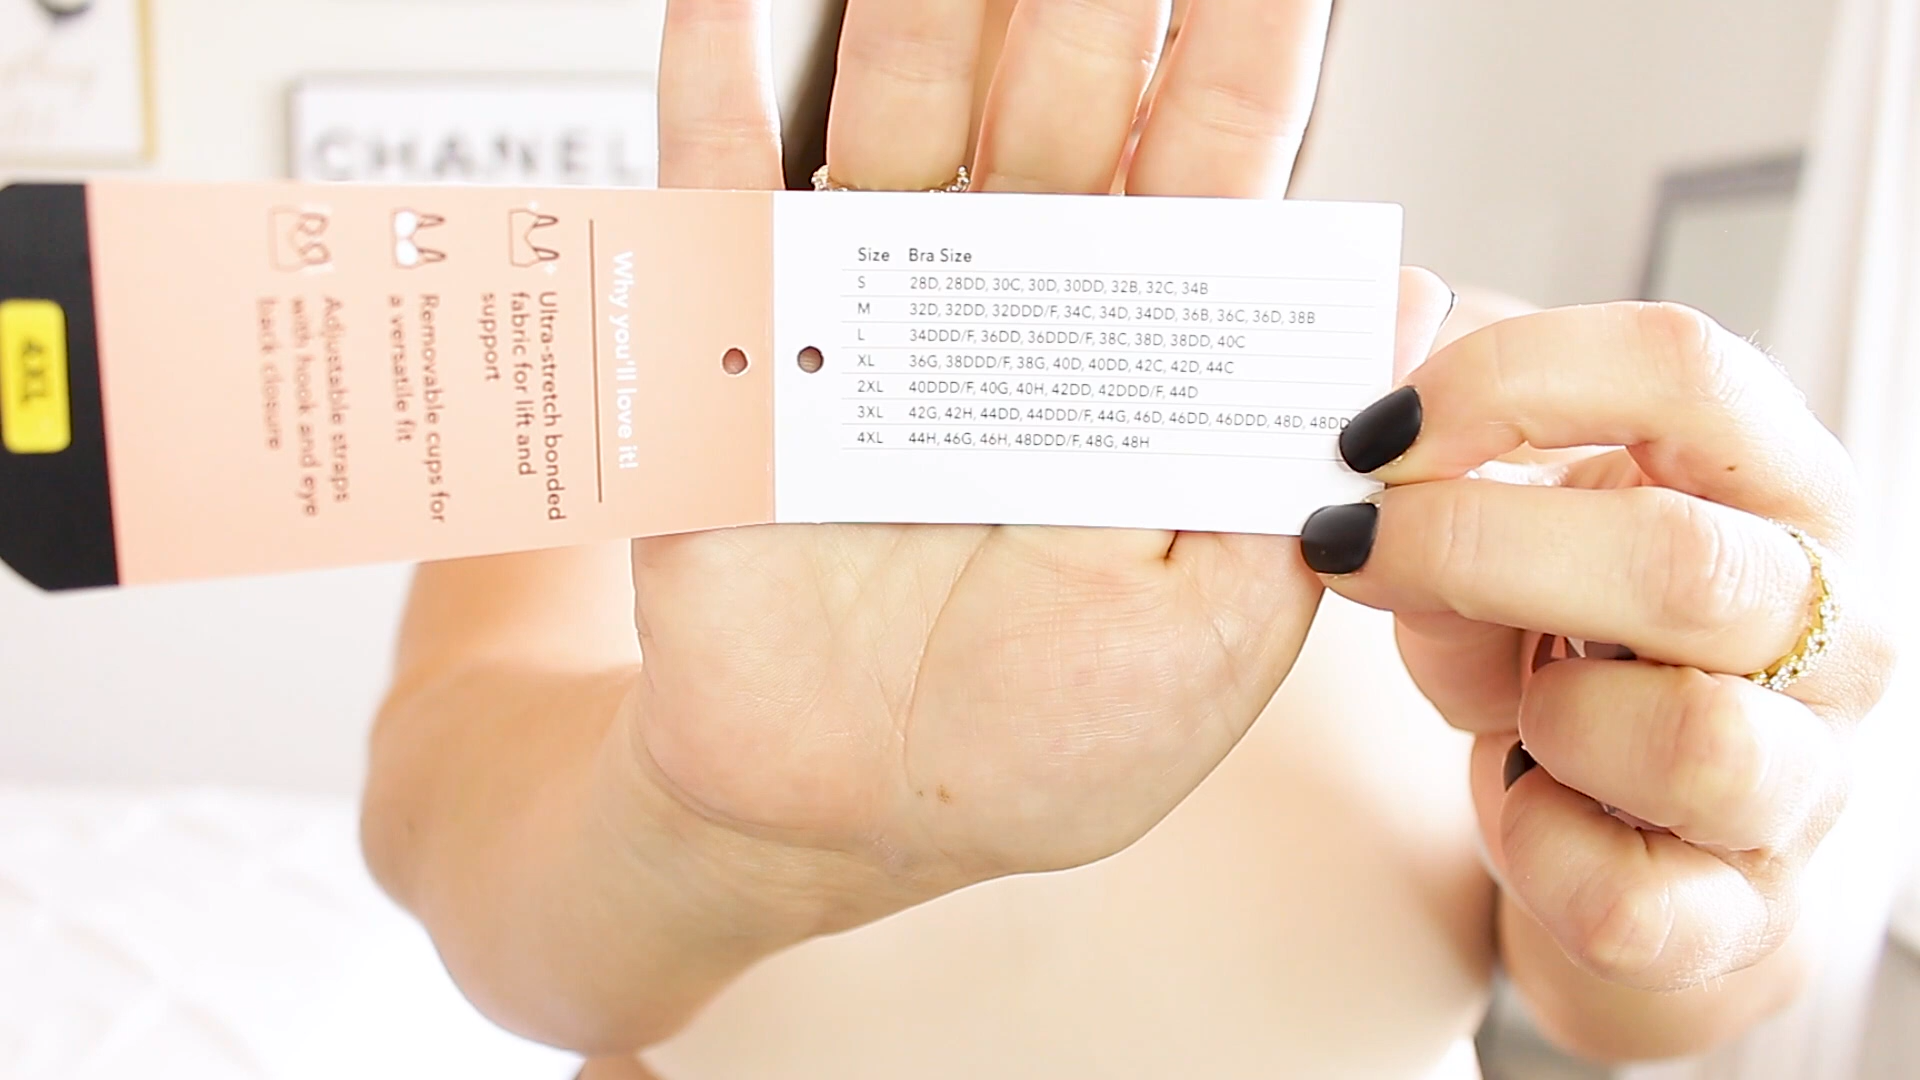 CHANEL
4XL
Why you'll love it!
Ultra-stretch bonded
fabric for lift and
support
Removable cups for
a versatile fit
Adjustable straps
with hook and eye
back closure
Size Bra Size
S 28D, 28DD, 30C, 30D, 30DD, 32B, 32C, 34B
M 32D, 32DD, 32DDD/F, 34C, 34D, 34DD, 36B, 36C, 36D, 38B
L 34DDD/F, 36DD, 36DDD/F, 38C, 38D, 38DD, 40C
XL 36G, 38DDD/F, 38G, 40D, 40DD, 42C, 42D, 44C
2XL 40DDD/F, 40G, 40H, 42DD, 42DDD/F, 44D
3XL 42G, 42H, 44DD, 44DDD/F, 44G, 46D, 46DD, 46DDD, 48D, 48DD
4XL 44H, 46G, 46H, 48DDD/F, 48G, 48H